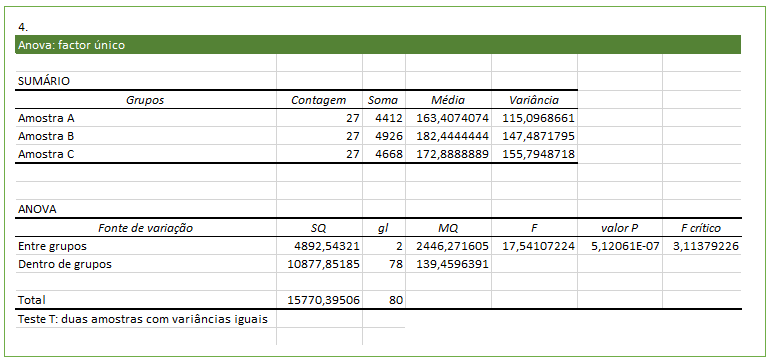 4.
Anova: factor único
SUMÁRIO
Grupos Contagem Soma Média Variância
Amostra A 27 4412 163,4074074 115,0968661
Amostra B 27 4926 182,4444444 147,4871795
Amostra C 27 4668 172,8888889 155,7948718
ANOVA
Fonte de variação SQ gl MQ F valor P F crítico
Entre grupos 4892,54321 2 2446,271605 17,54107224 5,12061E-07 3,11379226
Dentro de grupos 10877,85185 78 139,4596391
Total 15770,39506 80
Teste T: duas amostras com variâncias iguais